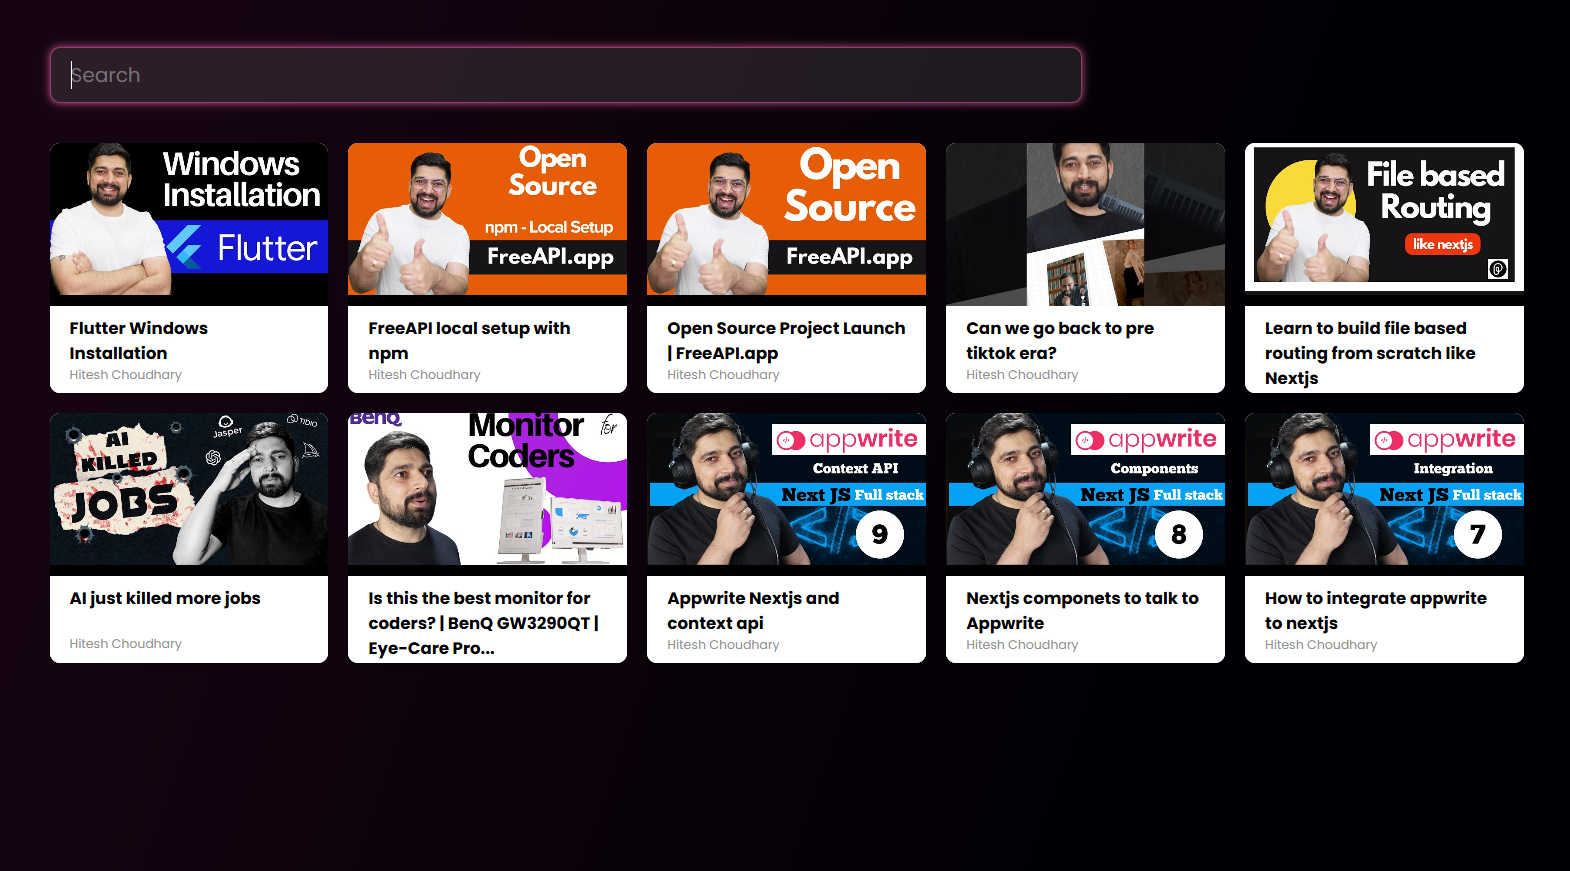 Search
Windows
Installation
Flutter
Flutter Windows
Installation
Hitesh Choudhary
Open
Source
npm - Local Setup
FreeAPI.app
FreeAPI local setup with
npm
Hitesh Choudhary
Open
Source
FreeAPI.app
Open Source Project Launch
| FreeAPI.app
Hitesh Choudhary
Can we go back to pre
tiktok era?
Hitesh Choudhary
File based
Routing
like nextjs
Learn to build file based
routing from scratch like
Nextjs
AI
KILLED
JOBS
Jasper
TIDIO
AI just killed more jobs
Hitesh Choudhary
BenQ
Monitor
for
Coders
Is this the best monitor for
coders? | BenQ GW3290QT |
Eye-Care Pro...
appwrite
Context API
Next JS Full stack
9
Appwrite Nextjs and
context api
Hitesh Choudhary
appwrite
Components
Next JS Full stack
8
Nextjs componets to talk to
Appwrite
Hitesh Choudhary
appwrite
Integration
Next JS Full stack
7
How to integrate appwrite
to nextjs
Hitesh Choudhary